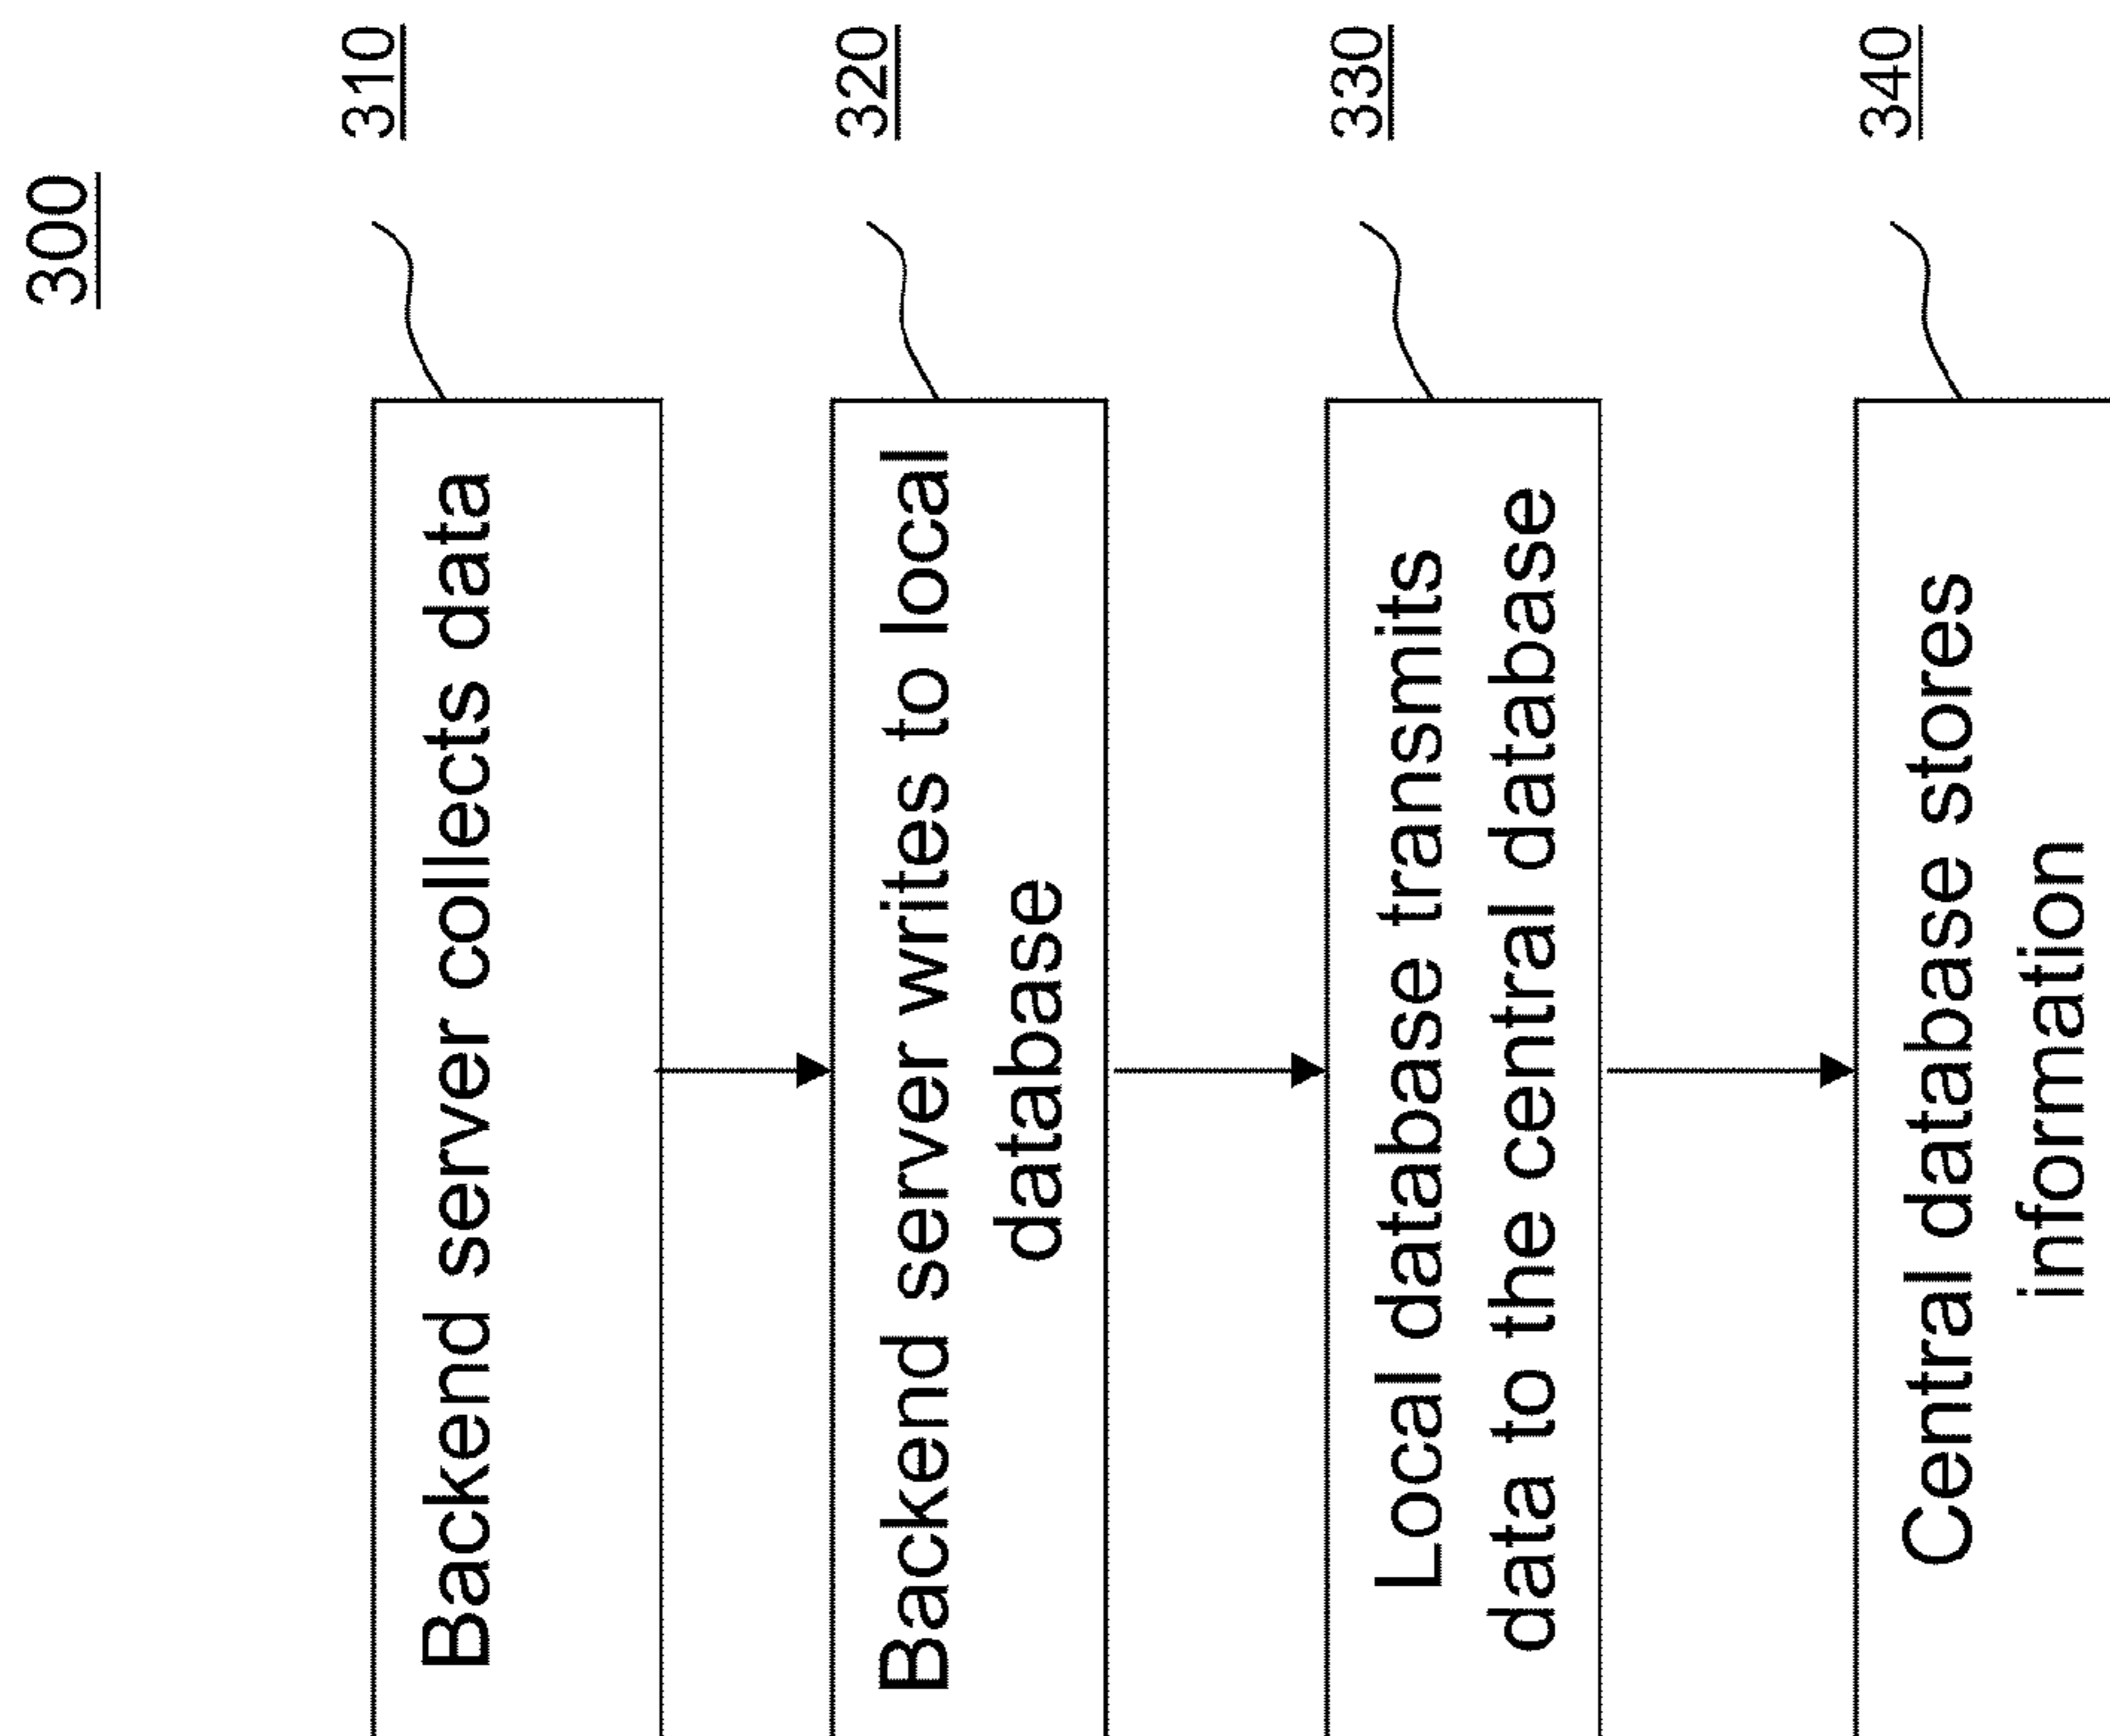 300
310
Backend server collects data
320
Backend server writes to local
database
330
Local database transmits
data to the central database
340
Central database stores
information